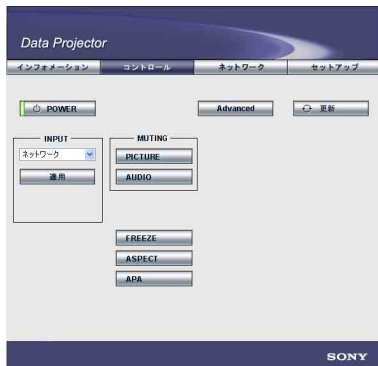 Data Projector
インフォメーション コントロール ネットワーク セットアップ
POWER Advanced 更新
INPUT MUTING
ネットワーク PICTURE
適用 AUDIO
FREEZE
ASPECT
APA
SONY